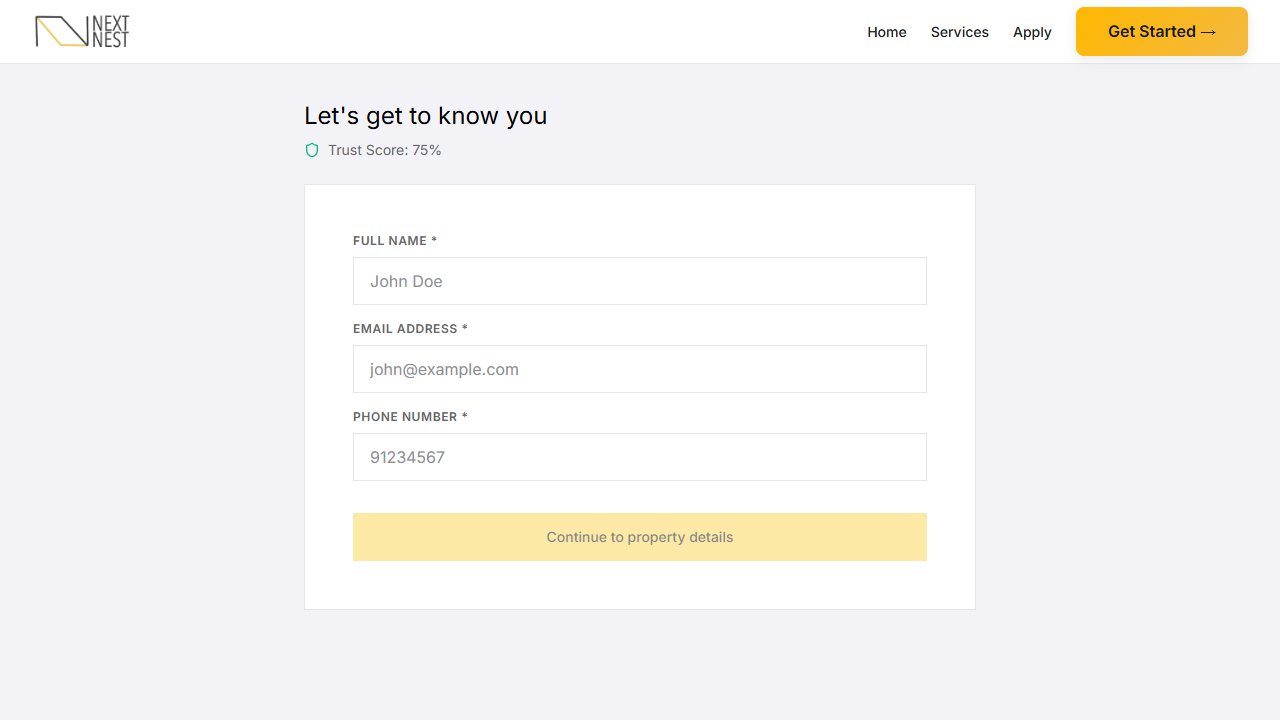 NEXT
NEST
Home
Services
Apply
Get Started →
Let's get to know you
Trust Score: 75%
FULL NAME *
John Doe
EMAIL ADDRESS *
john@example.com
PHONE NUMBER *
91234567
Continue to property details